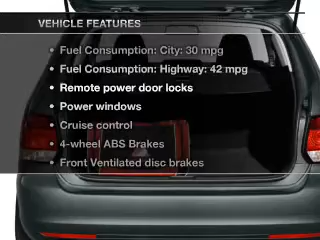 VEHICLE FEATURES
• Fuel Consumption: City: 30 mpg
• Fuel Consumption: Highway: 42 mpg
• Remote power door locks
• Power windows
• Cruise control
• 4-wheel ABS Brakes
• Front Ventilated disc brakes